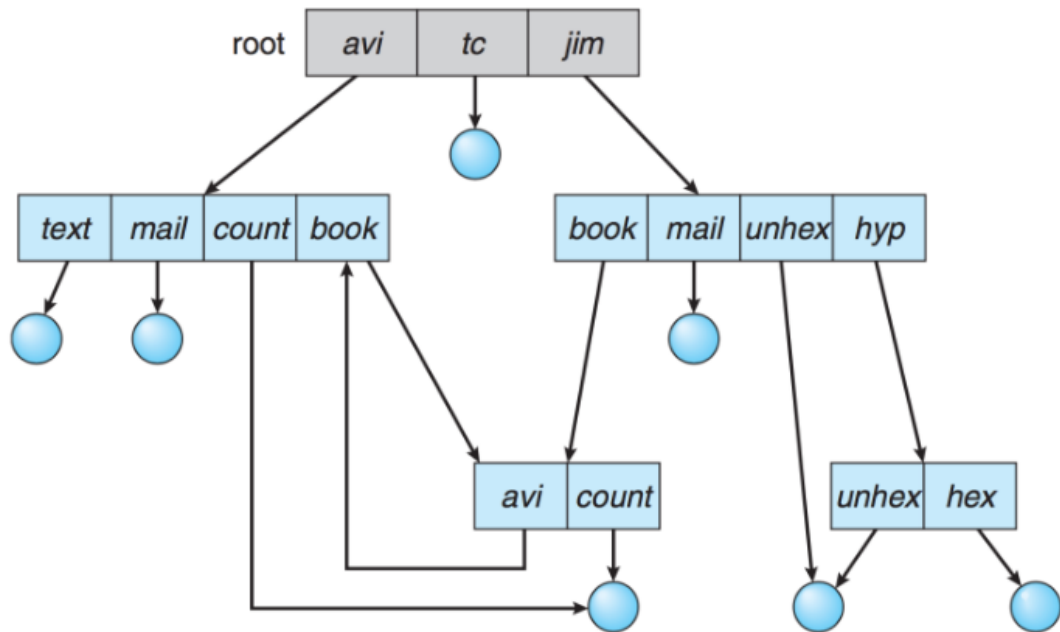 root avi tc jim
text mail count book
book mail unhex hyp
avi count
unhex hex